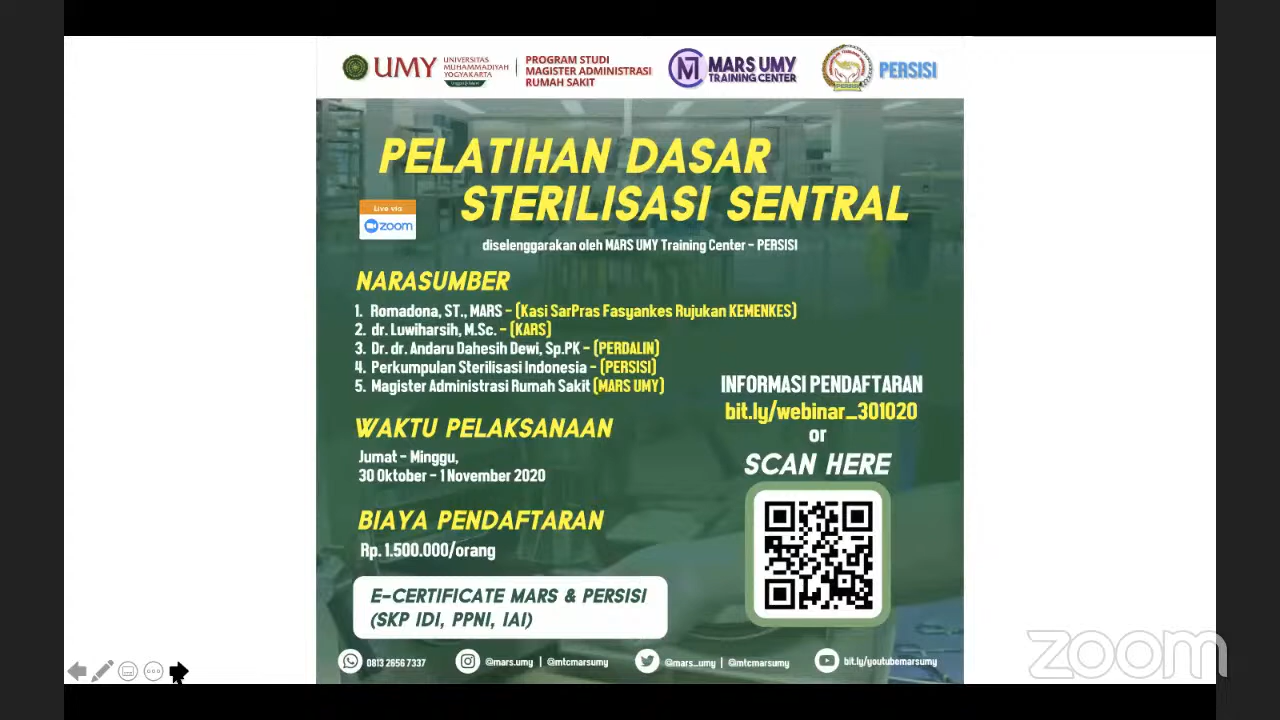 UMY
UNIVERSITAS
MUHAMMADIYAH
YOGYAKARTA
PROGRAM STUDI
MAGISTER ADMINISTRASI
RUMAH SAKIT
MARS UMY
TRAINING CENTER
PERSISI
PELATIHAN DASAR
STERILISASI SENTRAL
Live via
zoom
diselenggarakan oleh MARS UMY Training Center - PERSISI
NARASUMBER
1. Romadona, ST., MARS - (Kasi SarPras Fasyankes Rujukan KEMENKES)
2. dr. Luwiharsih, M.Sc. - (KARS)
3. Dr. dr. Andaru Dahesih Dewi, Sp.PK - (PERDALIN)
4. Perkumpulan Sterilisasi Indonesia - (PERSISI)
5. Magister Administrasi Rumah Sakit (MARS UMY)
INFORMASI PENDAFTARAN
bit.ly/webinar_301020
or
SCAN HERE
WAKTU PELAKSANAAN
Jumat - Minggu,
30 Oktober - 1 November 2020
BIAYA PENDAFTARAN
Rp. 1.500.000/orang
E-CERTIFICATE MARS & PERSISI
(SKP IDI, PPNI, IAI)
0813 2656 7337
@mars.umy | @mtcmarsumy
@mars_umy | @mtcmarsumy
bit.ly/youtubemarsumy
zoom